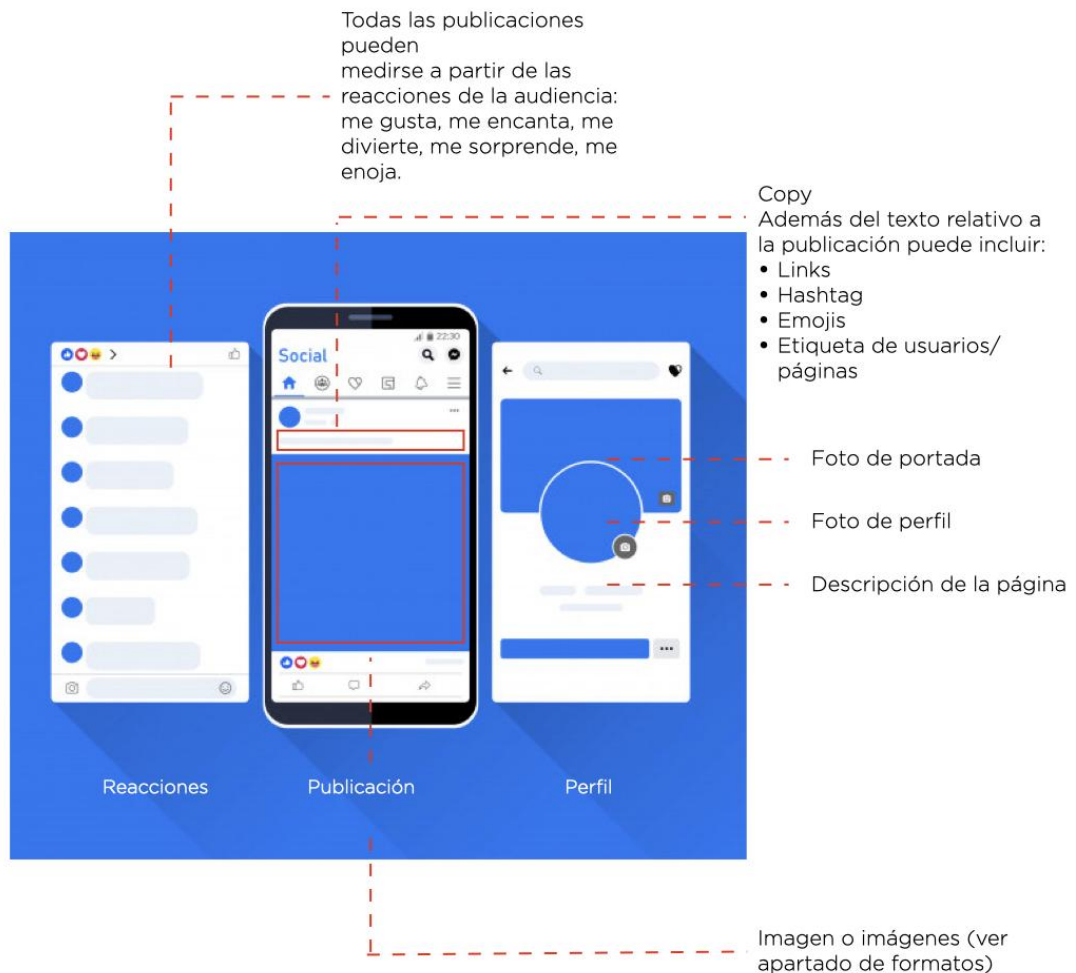 Todas las publicaciones
pueden
medirse a partir de las
reacciones de la audiencia:
me gusta, me encanta, me
divierte, me sorprende, me
enoja.
Copy
Además del texto relativo a
la publicación puede incluir:
• Links
• Hashtag
• Emojis
• Etiqueta de usuarios/
páginas
22:30
Social
Foto de portada
Foto de perfil
Descripción de la página
Reacciones
Publicación
Perfil
Imagen o imágenes (ver
apartado de formatos)